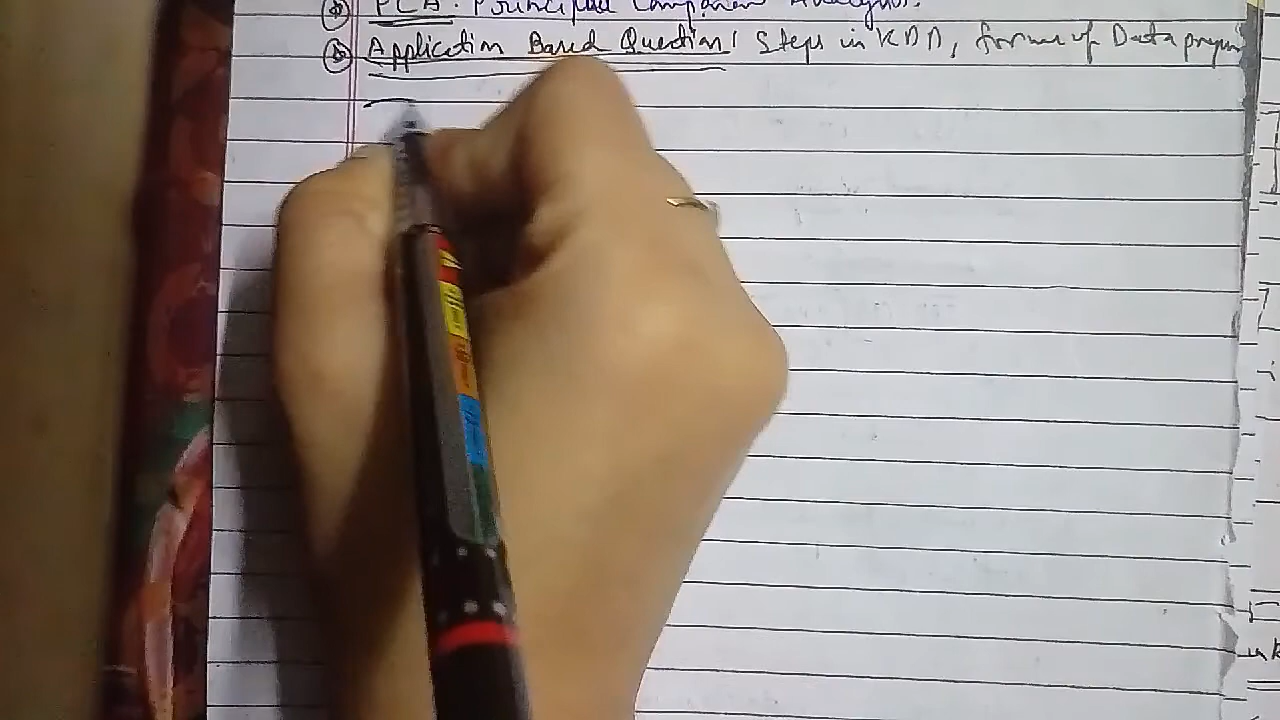 PCA: Principal Component Analysis.
Application Based Question! Steps in KDD, forms of Data